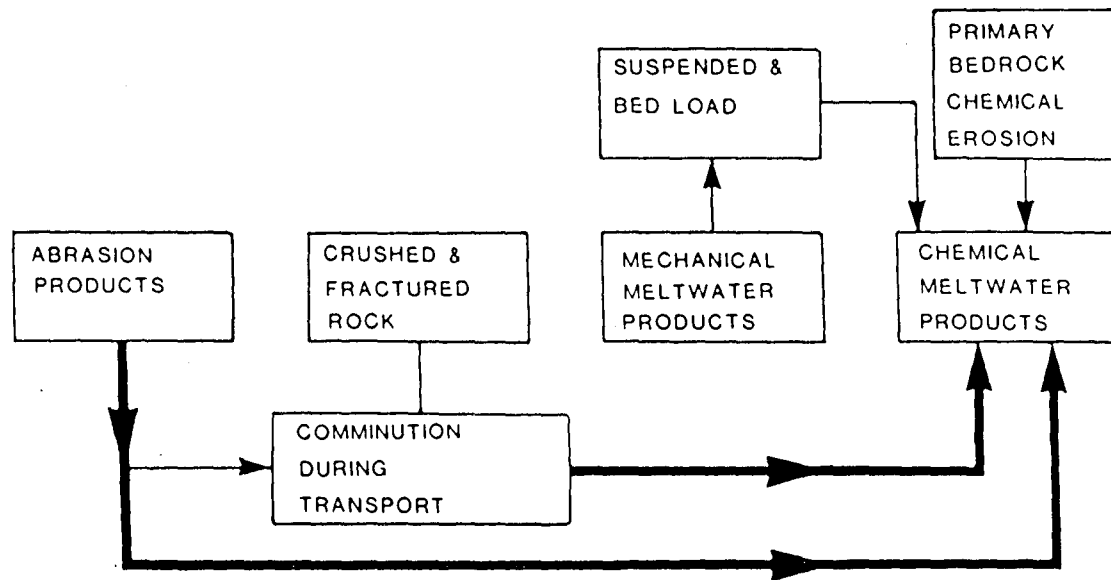 PRIMARY
BEDROCK
CHEMICAL
EROSION
SUSPENDED &
BED LOAD
ABRASION
PRODUCTS
CRUSHED &
FRACTURED
ROCK
MECHANICAL
MELTWATER
PRODUCTS
CHEMICAL
MELTWATER
PRODUCTS
COMMINUTION
DURING
TRANSPORT